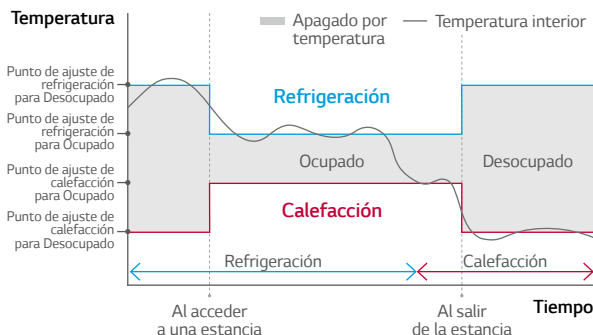 Temperatura
Apagado por
temperatura
Temperatura interior
Punto de ajuste de
refrigeración
para Desocupado
Refrigeración
Punto de ajuste de
refrigeración
para Ocupado
Ocupado
Desocupado
Punto de ajuste de
calefacción
para Ocupado
Calefacción
Punto de ajuste de
calefacción
para Desocupado
Refrigeración
Calefacción
Al acceder
a una estancia
Al salir
de la estancia
Tiempo